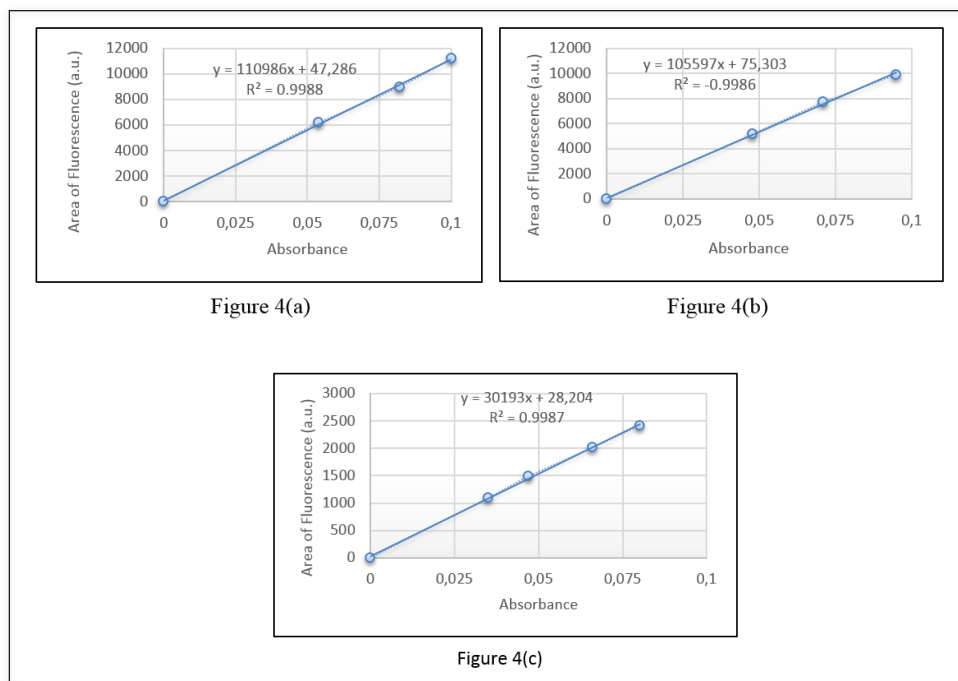 12000
10000
8000
6000
4000
2000
0
Area of Fluorescence (a.u.)
y = 110986x + 47,286
R² = 0.9988
0 0,025 0,05 0,075 0,1
Absorbance
Figure 4(a)
12000
10000
8000
6000
4000
2000
0
Area of Fluorescence (a.u.)
y = 105597x + 75,303
R² = -0.9986
0 0,025 0,05 0,075 0,1
Absorbance
Figure 4(b)
3000
2500
2000
1500
1000
500
0
Area of Fluorescence (a.u.)
y = 30193x + 28,204
R² = 0.9987
0 0,025 0,05 0,075 0,1
Absorbance
Figure 4(c)